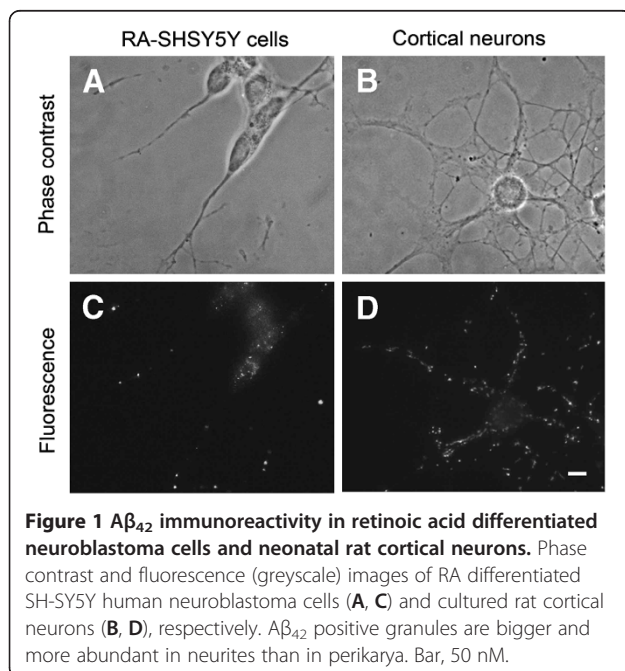 RA-SHSY5Y cells
Cortical neurons
Phase contrast
A
B
Fluorescence
C
D
Figure 1 Aβ42 immunoreactivity in retinoic acid differentiated
neuroblastoma cells and neonatal rat cortical neurons. Phase
contrast and fluorescence (greyscale) images of RA differentiated
SH-SY5Y human neuroblastoma cells (A, C) and cultured rat cortical
neurons (B, D), respectively. Aβ42 positive granules are bigger and
more abundant in neurites than in perikarya. Bar, 50 nM.